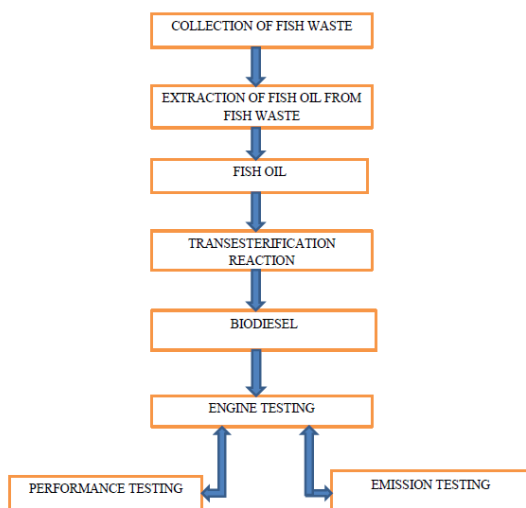 COLLECTION OF FISH WASTE
EXTRACTION OF FISH OIL FROM
FISH WASTE
FISH OIL
TRANSESTERIFICATION
REACTION
BIODIESEL
ENGINE TESTING
PERFORMANCE TESTING
EMISSION TESTING